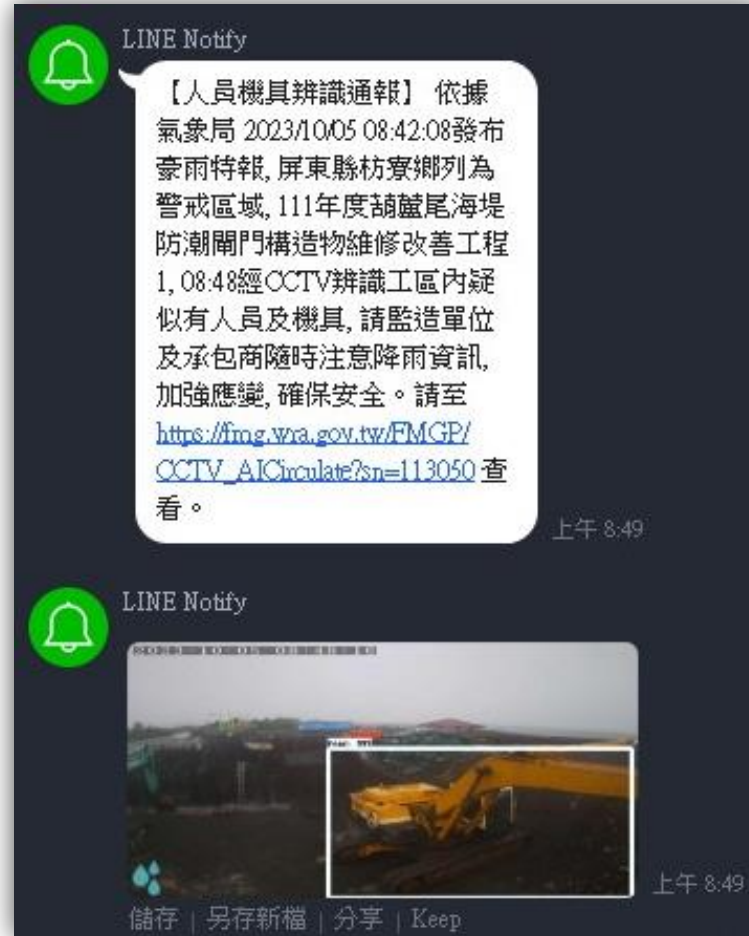 LINE Notify
【人員機具辨識通報】 依據
氣象局 2023/10/05 08:42:08發布
豪雨特報, 屏東縣枋寮鄉列為
警戒區域, 111年度葫蘆尾海堤
防潮閘門構造物維修改善工程
1, 08:48經CCTV辨識工區內疑
似有人員及機具, 請監造單位
及承包商隨時注意降雨資訊,
加強應變, 確保安全。請至
https://fmg.wra.gov.tw/FMGP/
CCTV_AICirculate?sn=113050 查
看。
上午 8:49
LINE Notify
2023-10-05 08:48:10
上午 8:49
儲存 | 另存新檔 | 分享 | Keep